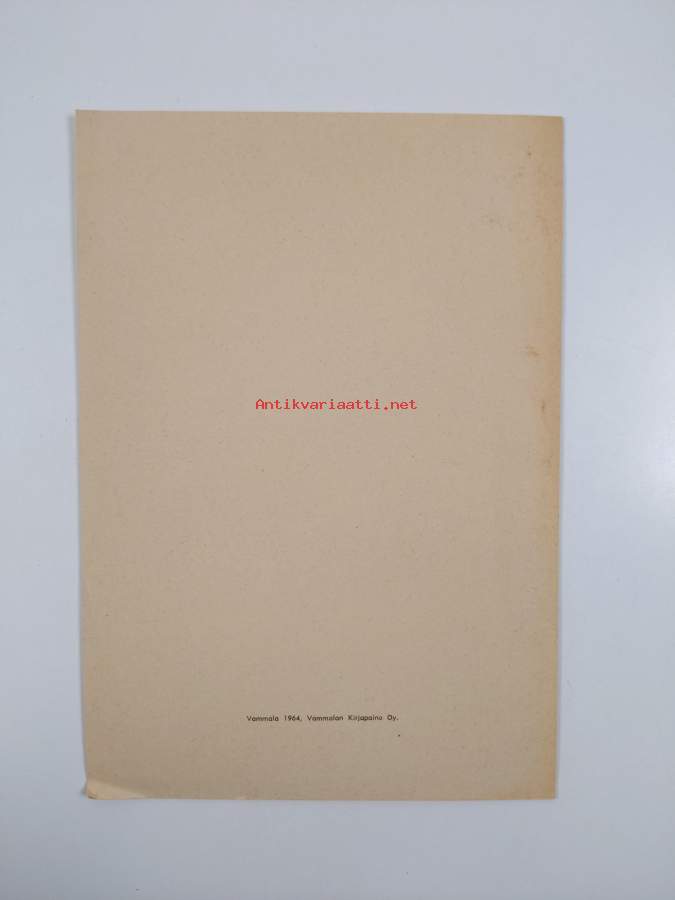 Antikvariaatti.net
Vammala 1964, Vammalan Kirjapaino Oy.